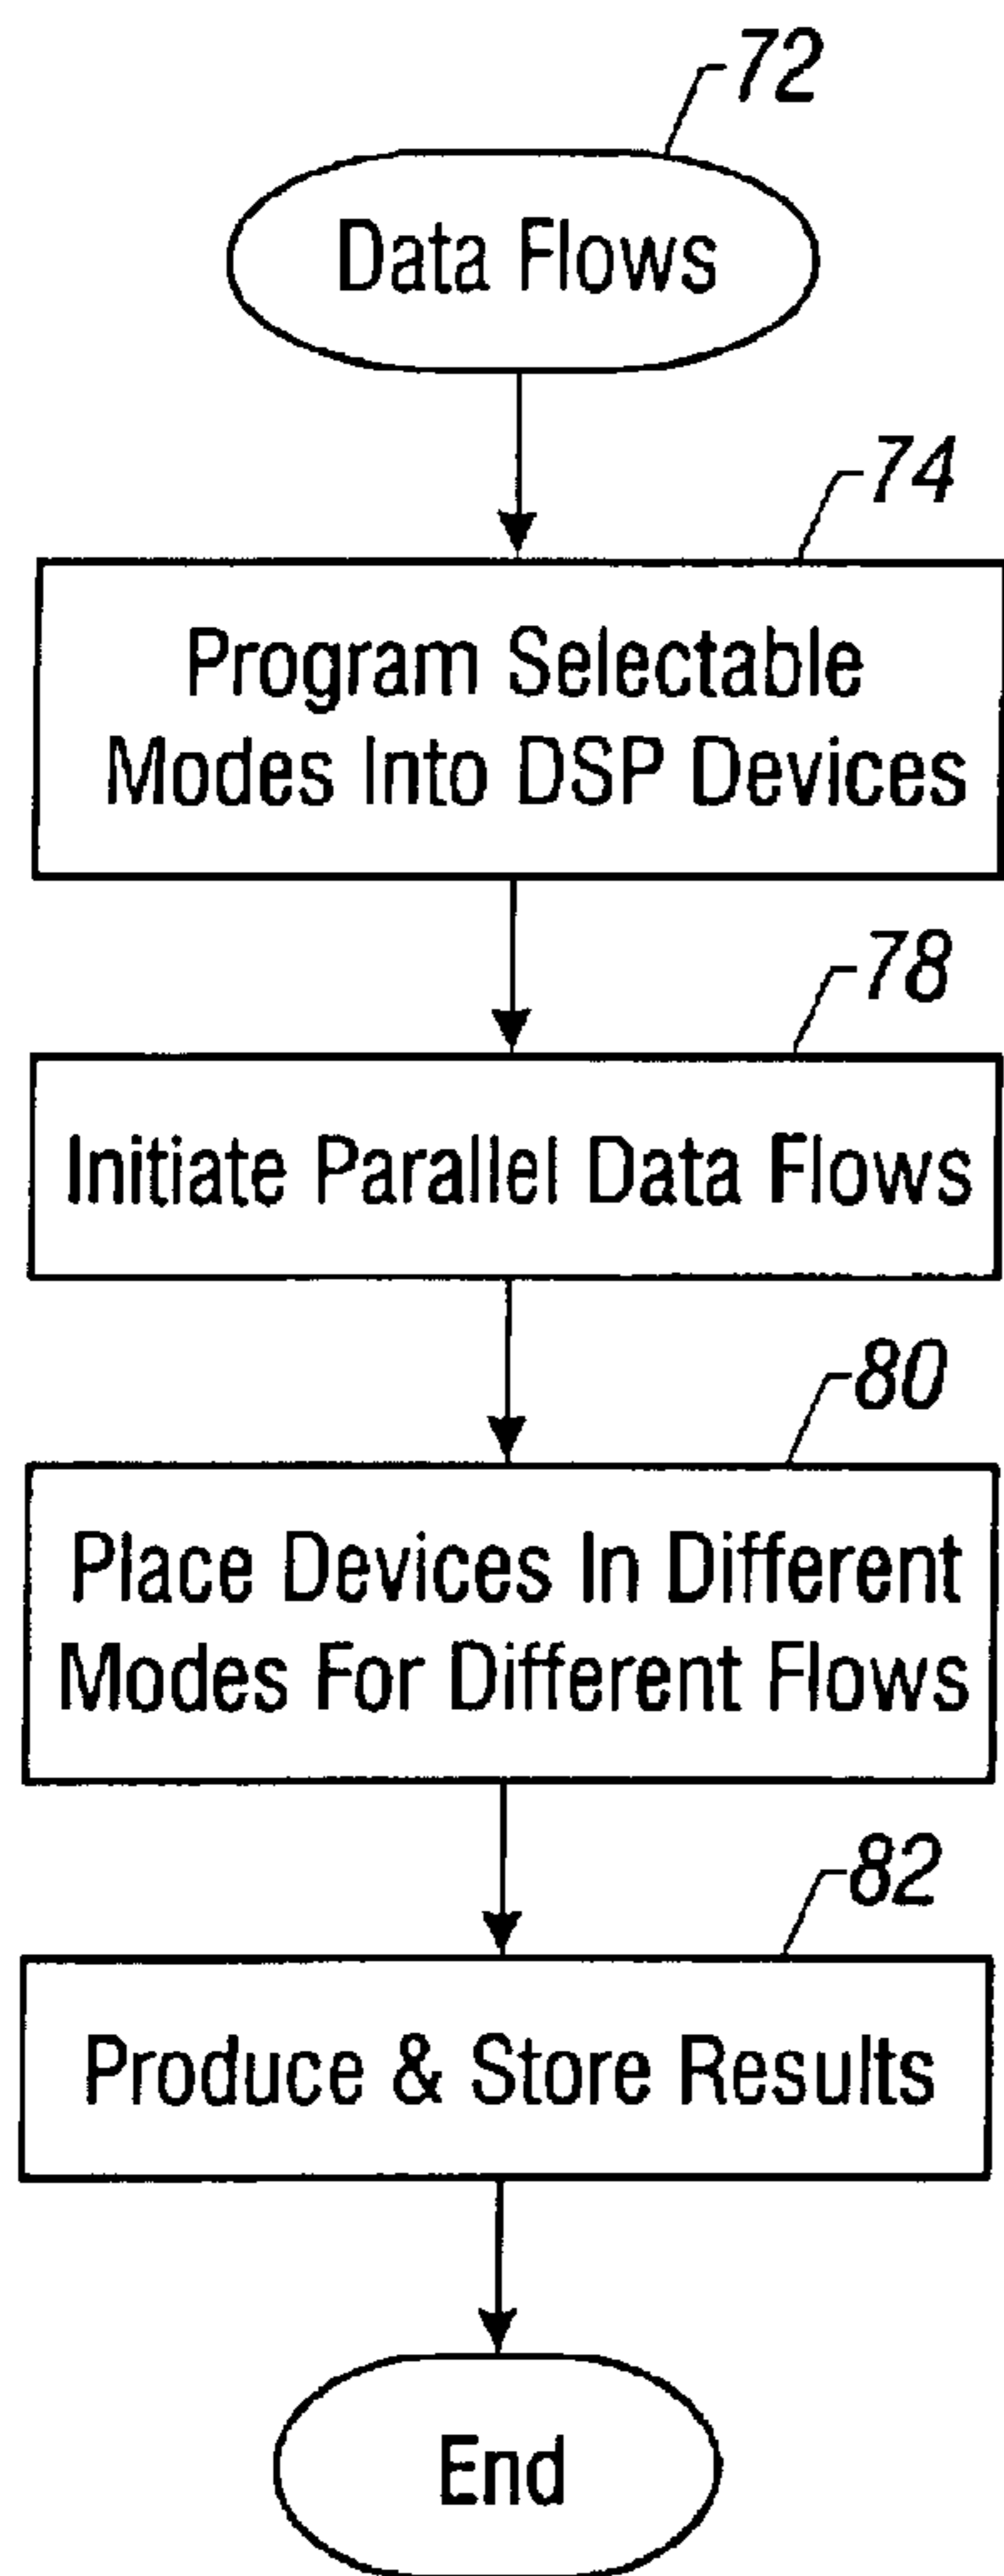 72
Data Flows
74
Program Selectable
Modes Into DSP Devices
78
Initiate Parallel Data Flows
80
Place Devices In Different
Modes For Different Flows
82
Produce & Store Results
End